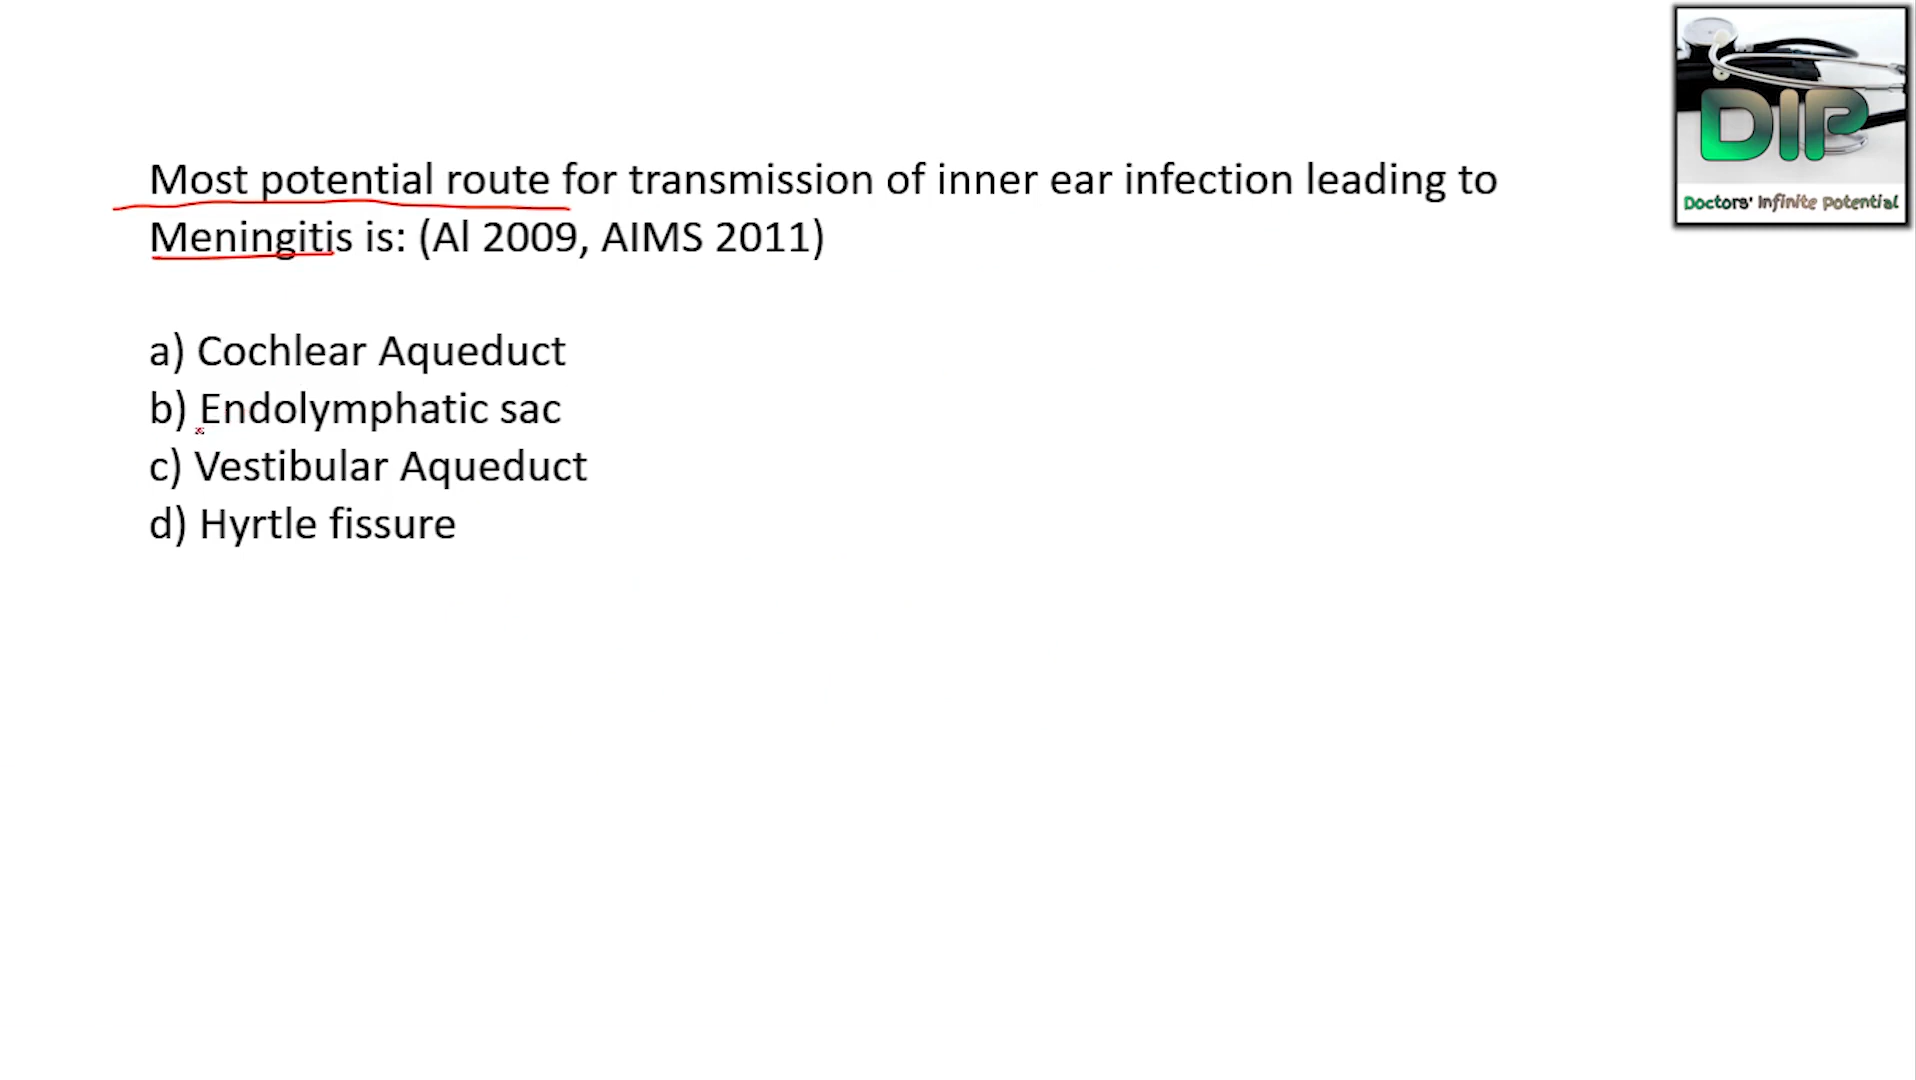 Most potential route for transmission of inner ear infection leading to
Meningitis is: (Al 2009, AIMS 2011)
a) Cochlear Aqueduct
b) Endolymphatic sac
c) Vestibular Aqueduct
d) Hyrtle fissure
DIP
Doctors' Infinite Potential